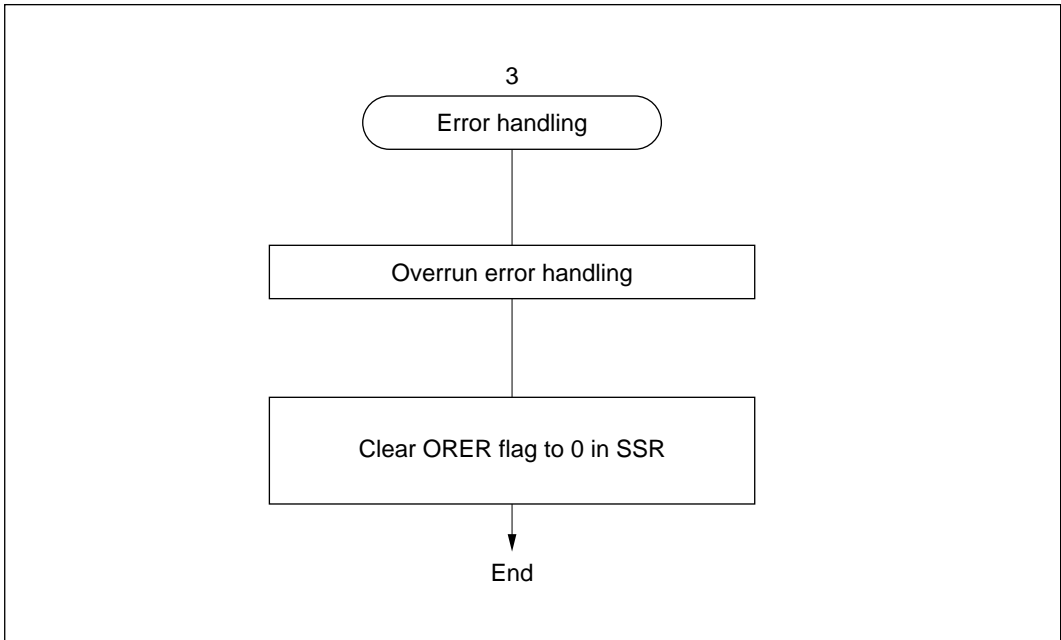 3
Error handling
Overrun error handling
Clear ORER flag to 0 in SSR
End